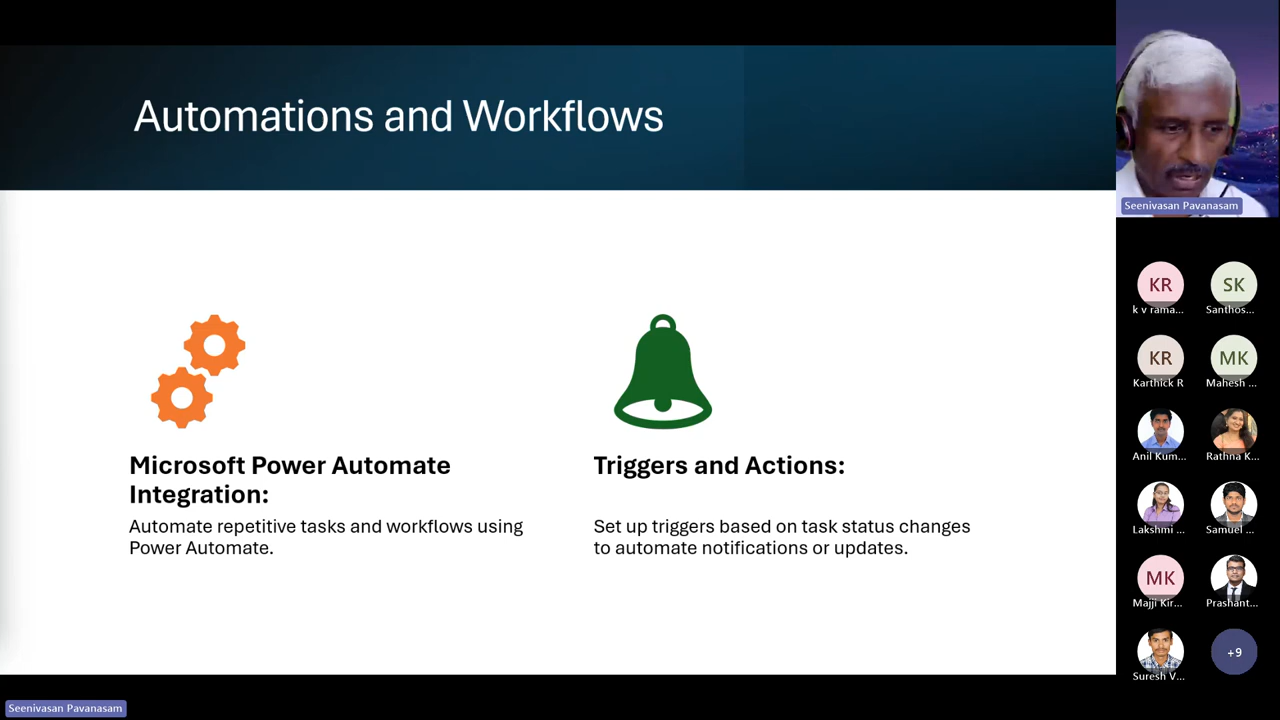 Automations and Workflows
Microsoft Power Automate
Integration:
Automate repetitive tasks and workflows using
Power Automate.
Triggers and Actions:
Set up triggers based on task status changes
to automate notifications or updates.
Seenivasan Pavanasam
KR
SK
k v rama...
Santhos...
KR
MK
Karthick R
Mahesh ...
Anil Kum...
Rathna K...
Lakshmi ...
Samuel ...
MK
Majji Kir...
Prashant...
Suresh V...
+9
Seenivasan Pavanasam